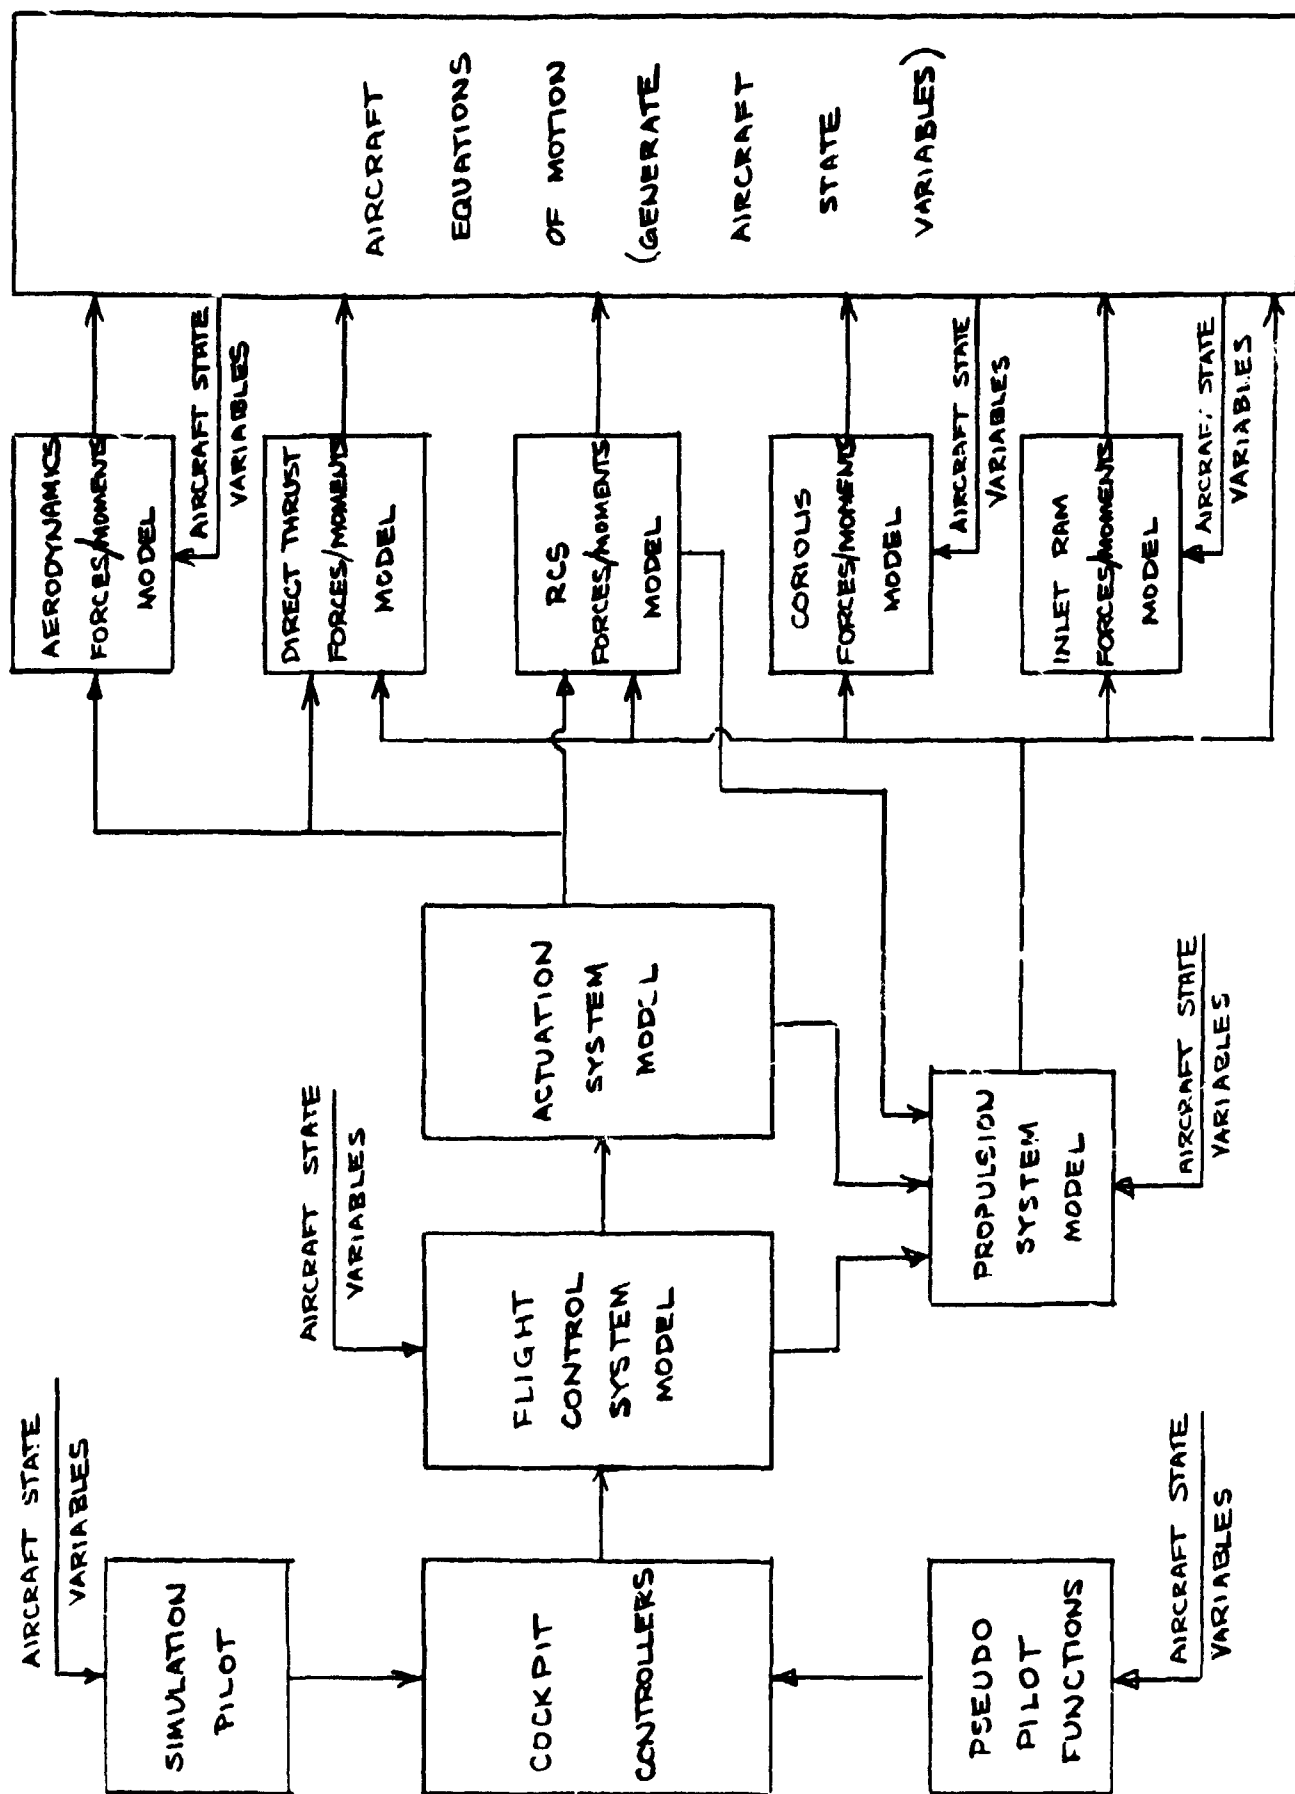 AIRCRAFT STATE
VARIABLES
SIMULATION
PILOT
COCKPIT
CONTROLLERS
PSEUDO
PILOT
FUNCTIONS
AIRCRAFT STATE
VARIABLES
AIRCRAFT STATE
VARIABLES
FLIGHT
CONTROL
SYSTEM
MODEL
ACTUATION
SYSTEM
MODEL
PROPULSION
SYSTEM
MODEL
AIRCRAFT STATE
VARIABLES
AERODYNAMICS
FORCES/MOMENTS
MODEL
AIRCRAFT STATE
VARIABLES
DIRECT THRUST
FORCES/MOMENTS
MODEL
RCS
FORCES/MOMENTS
MODEL
CORIOLIS
FORCES/MOMENTS
MODEL
AIRCRAFT STATE
VARIABLES
INLET RAM
FORCES/MOMENTS
MODEL
AIRCRAFT STATE
VARIABLES
AIRCRAFT
EQUATIONS
OF MOTION
(GENERATE
AIRCRAFT
STATE
VARIABLES)